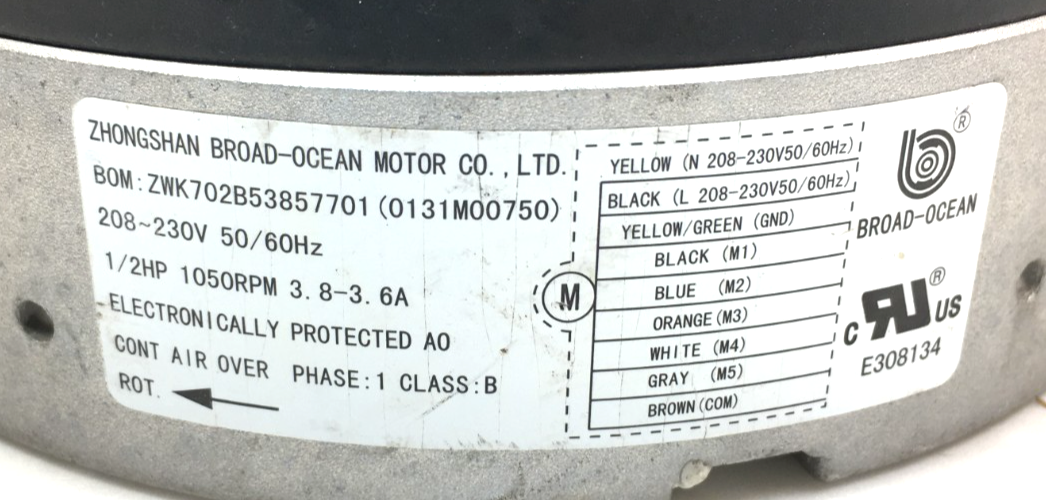 ZHONGSHAN BROAD-OCEAN MOTOR CO., LTD.
BOM:ZWK702B53857701(0131M00750)
208~230V 50/60Hz
1/2HP 1050RPM 3.8-3.6A
ELECTRONICALLY PROTECTED AO
CONT AIR OVER PHASE:1 CLASS:B
ROT.
M
YELLOW (N 208-230V50/60Hz)
BLACK (L 208-230V50/60Hz)
YELLOW/GREEN (GND)
BLACK (M1)
BLUE (M2)
ORANGE(M3)
WHITE (M4)
GRAY (M5)
BROWN(COM)
®
BROAD-OCEAN
c RU ® US
E308134